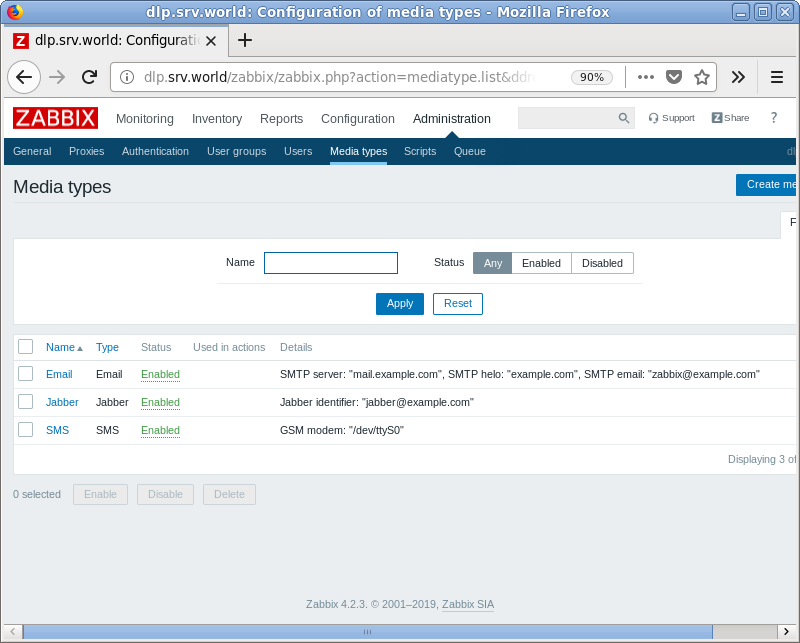 dlp.srv.world: Configuration of media types - Mozilla Firefox
dlp.srv.world: Configurati
dlp.srv.world/zabbix/zabbix.php?action=mediatype.list&ddre 90%
ZABBIX Monitoring Inventory Reports Configuration Administration Support Z Share ?
General Proxies Authentication User groups Users Media types Scripts Queue dl
Media types Create me
F
Name Status Any Enabled Disabled
Apply Reset
Name Type Status Used in actions Details
Email Email Enabled SMTP server: "mail.example.com", SMTP helo: "example.com", SMTP email: "zabbix@example.com"
Jabber Jabber Enabled Jabber identifier: "jabber@example.com"
SMS SMS Enabled GSM modem: "/dev/ttyS0"
Displaying 3 of
0 selected Enable Disable Delete
Zabbix 4.2.3. © 2001–2019, Zabbix SIA